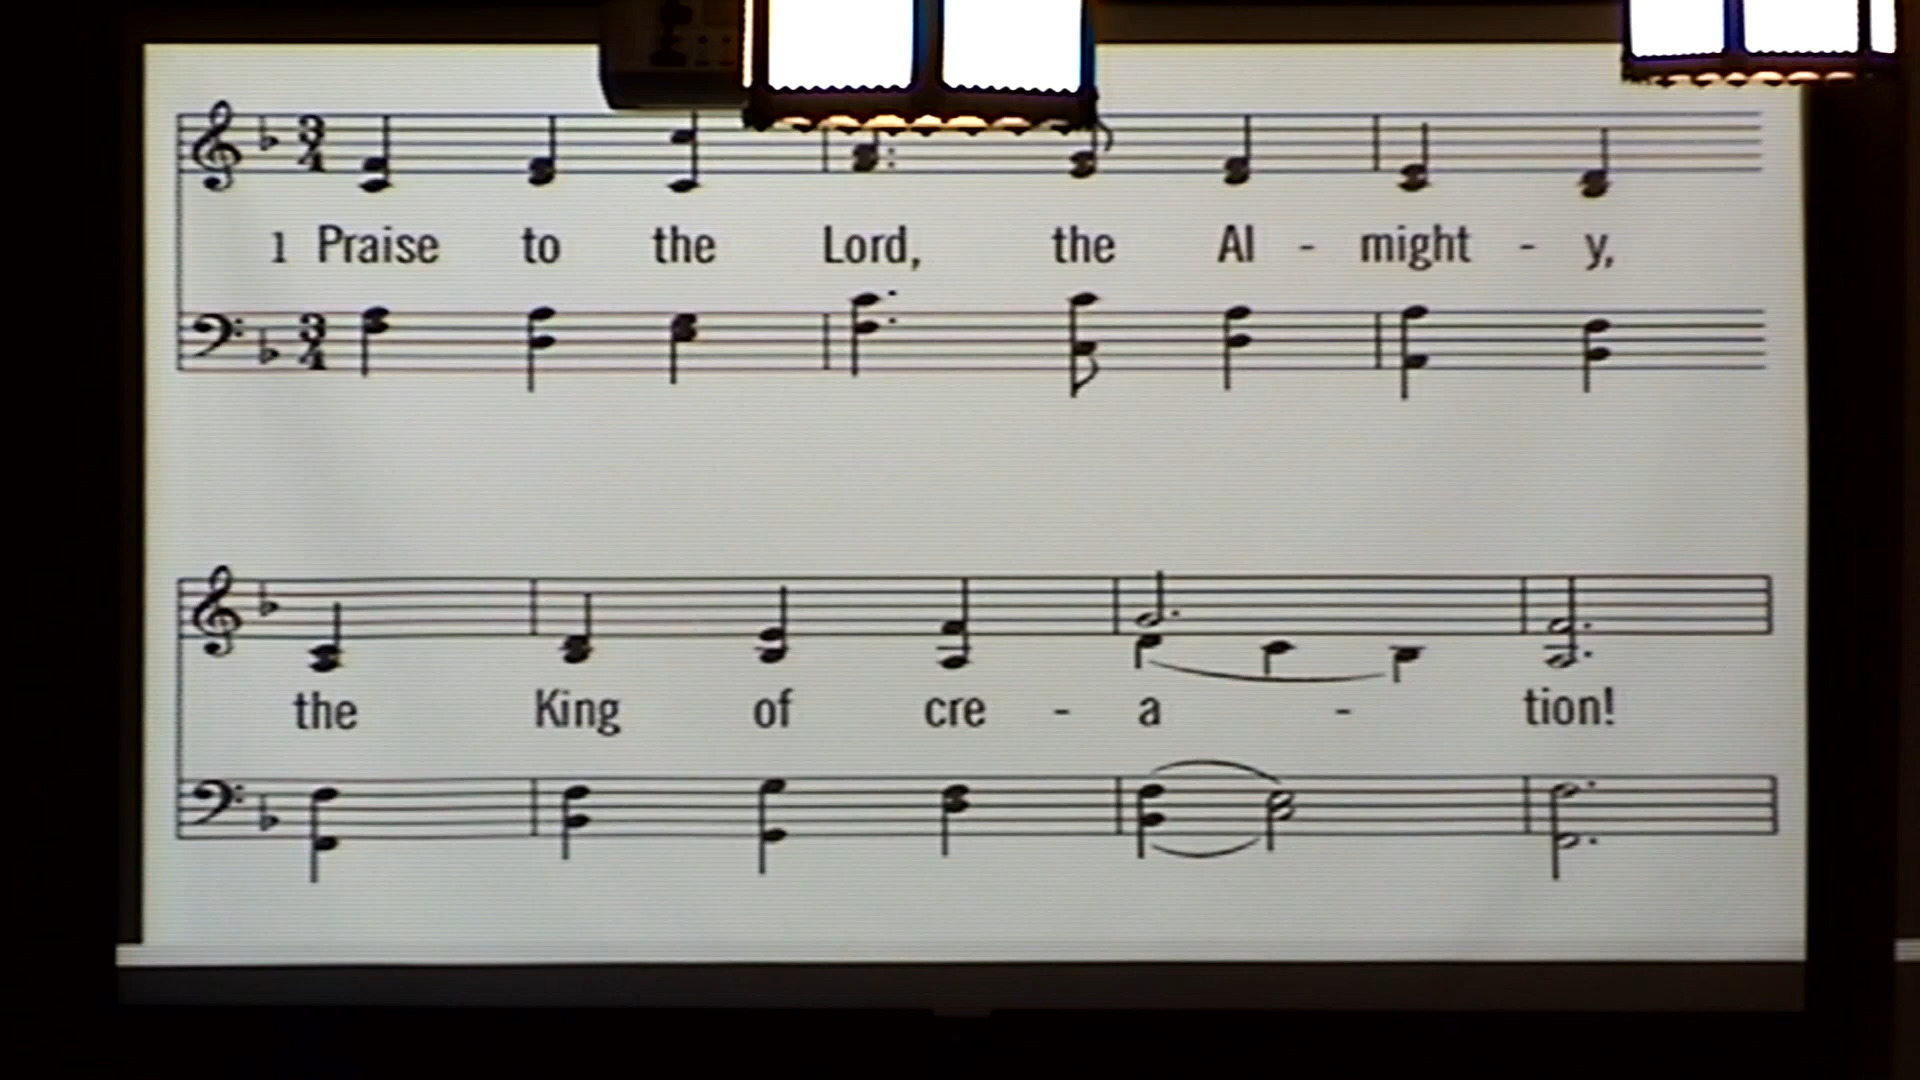 1 Praise to the Lord, the Al - might - y,
the King of cre - a - tion!